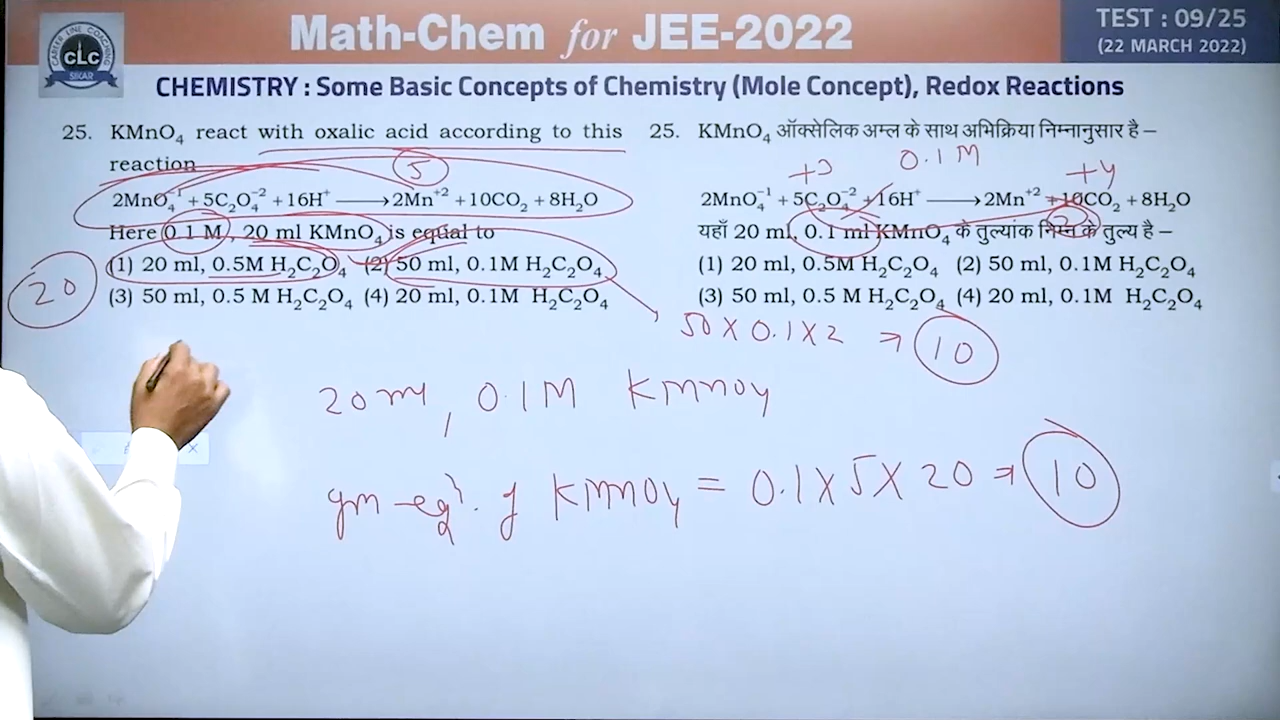 Math-Chem for JEE-2022
TEST : 09/25
(22 MARCH 2022)
CAREER LINE COACHING
CLC
SIKAR
CHEMISTRY : Some Basic Concepts of Chemistry (Mole Concept), Redox Reactions
25. KMnO₄ react with oxalic acid according to this
reaction
5
2MnO₄⁻¹ + 5C₂O₄⁻² + 16H⁺ ⟶ 2Mn⁺² + 10CO₂ + 8H₂O
Here 0.1 M , 20 ml KMnO₄ is equal to
(1) 20 ml, 0.5M H₂C₂O₄ (2) 50 ml, 0.1M H₂C₂O₄
(3) 50 ml, 0.5 M H₂C₂O₄ (4) 20 ml, 0.1M H₂C₂O₄
20
25. KMnO₄ ऑक्सेलिक अम्ल के साथ अभिक्रिया निम्नानुसार है –
+3 0.1M +4
2MnO₄⁻¹ + 5C₂O₄⁻² + 16H⁺ ⟶ 2Mn⁺² + 10CO₂ + 8H₂O
2
यहाँ 20 ml, 0.1 ml KMnO₄ के तुल्यांक निम्न के तुल्य है –
(1) 20 ml, 0.5M H₂C₂O₄ (2) 50 ml, 0.1M H₂C₂O₄
(3) 50 ml, 0.5 M H₂C₂O₄ (4) 20 ml, 0.1M H₂C₂O₄
50 X 0.1 X 2 → 10
20 ml , 0.1M KMnO4
gm-eq. of KMnO4 = 0.1 X 5 X 20 → 10